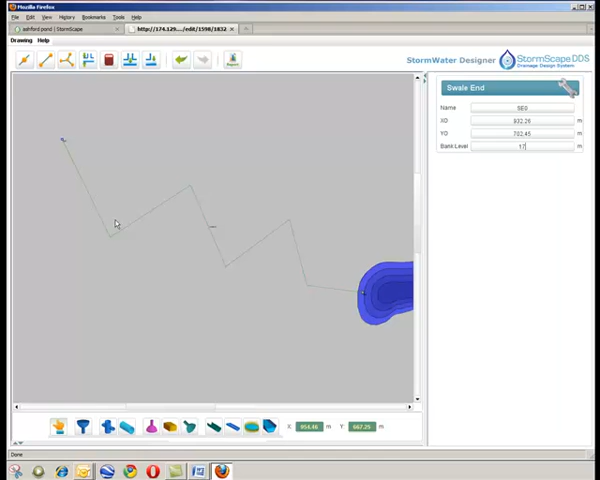 Mozilla Firefox
File Edit View History Bookmarks Tools Help
ashford pond | StormScape
http://174.129....edit/1598/1832
Drawing Help
Report
StormWater Designer
StormScape DDS
Drainage Design System
Swale End
Name SE0
X0 932.26 m
Y0 702.45 m
Bank Level 17 m
X: 954.48 m Y: 667.25 m
Done